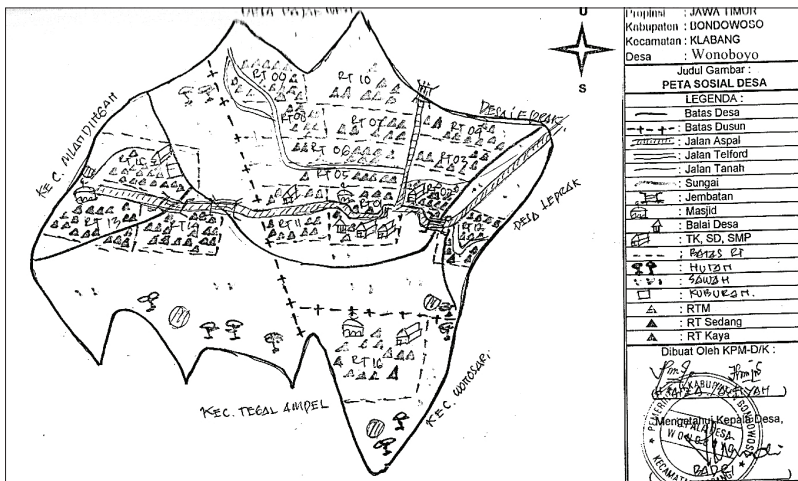 U
S
Propinsi : JAWA TIMUR
Kabupaten : BONDOWOSO
Kecamatan : KLABANG
Desa : Wonoboyo
Judul Gambar :
PETA SOSIAL DESA
LEGENDA :
Batas Desa
Batas Dusun
Jalan Aspal
Jalan Telford
Jalan Tanah
Sungai
Jembatan
Masjid
Balai Desa
TK, SD, SMP
BATAS RT
HUTAN
SAWAH
KUBURAN.
RTM
RT Sedang
RT Kaya
Dibuat Oleh KPM-D/K :
Mengetahui Kepala Desa,
RT 09
RT 10
RT 08
RT 07
RT 04
RT 06
RT 03
RT 05
RT 15
RT 02
RT 13
RT 14
RT 11
RT 12
RT 16
DESA LEPRAK
DESA LEPRAK
KEC. WONOSARI
KEC. TEGAL AMPEL